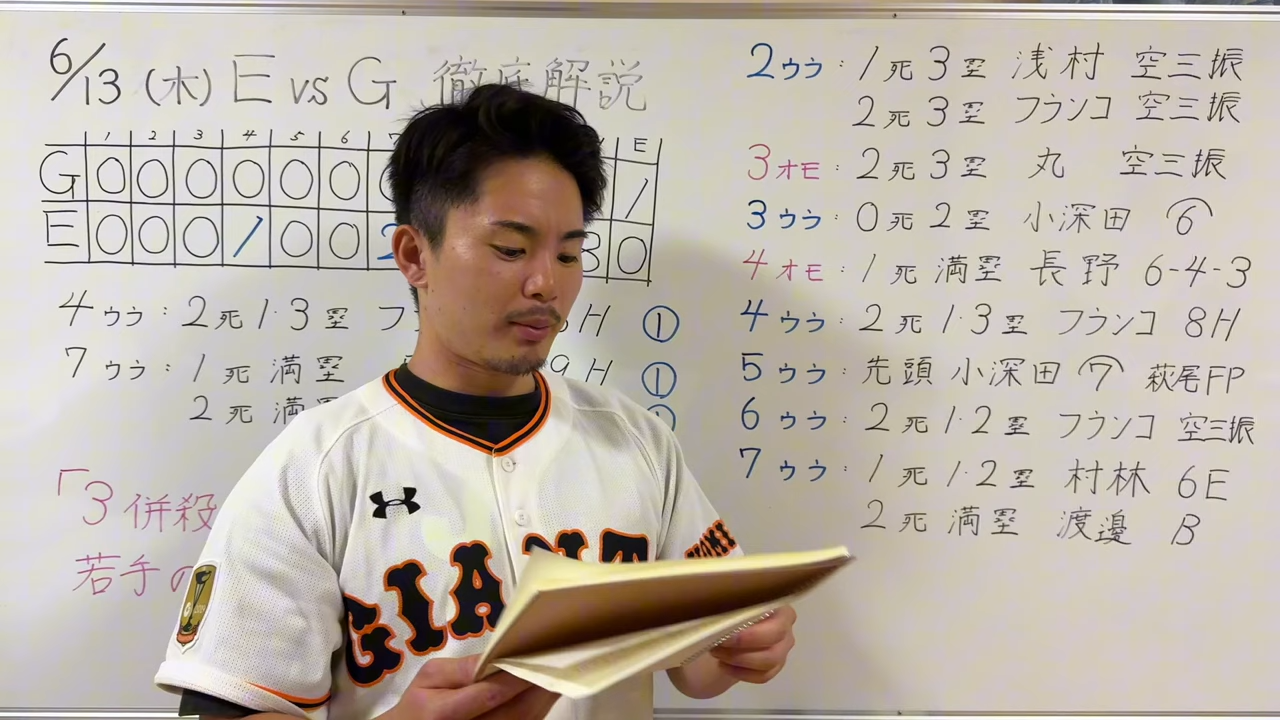 6/13 (木) E vs G 徹底解説
1 2 3 4 5 6 7 E
G 0 0 0 0 0 0 0 1
E 0 0 0 1 0 0 2 8 0
4ウラ : 2死 1・3塁 フ H ①
7ウラ : 1死 満塁 9H ①
2死 満塁
「3併殺
若手の
2ウラ : 1死 3塁 浅村 空三振
2死 3塁 フランコ 空三振
3オモ : 2死 3塁 丸 空三振
3ウラ : 0死 2塁 小深田 6
4オモ : 1死 満塁 長野 6-4-3
4ウラ : 2死 1・3塁 フランコ 8H
5ウラ : 先頭 小深田 7 萩尾FP
6ウラ : 2死 1・2塁 フランコ 空三振
7ウラ : 1死 1・2塁 村林 6E
2死 満塁 渡邊 B
GIANT